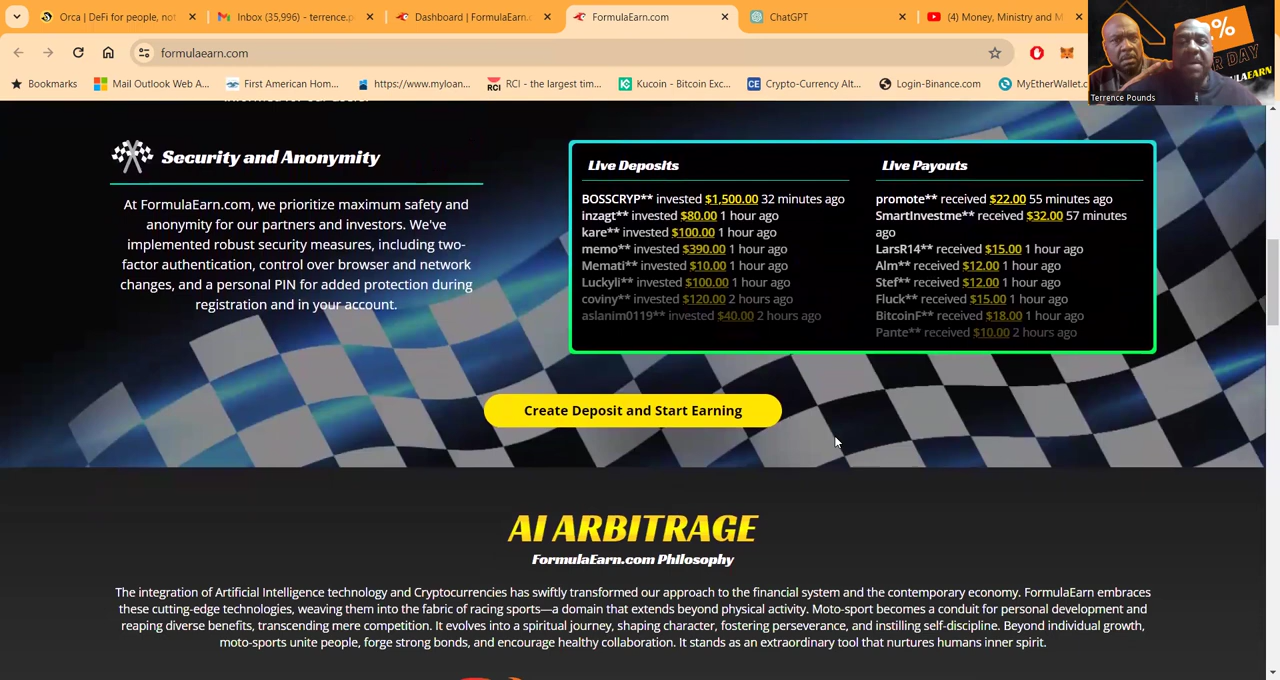 Orca | DeFi for people, not
Inbox (35,996) - terrence.p
Dashboard | FormulaEarn.c
FormulaEarn.com
ChatGPT
(4) Money, Ministry and M
formulaearn.com
Bookmarks
Mail Outlook Web A...
First American Hom...
https://www.myloan...
RCI - the largest tim...
Kucoin - Bitcoin Exc...
Crypto-Currency Alt...
Login-Binance.com
MyEtherWallet.c
Terrence Pounds
Security and Anonymity
At FormulaEarn.com, we prioritize maximum safety and
anonymity for our partners and investors. We've
implemented robust security measures, including two-
factor authentication, control over browser and network
changes, and a personal PIN for added protection during
registration and in your account.
Live Deposits
BOSSCRYP** invested $1,500.00 32 minutes ago
inzagt** invested $80.00 1 hour ago
kare** invested $100.00 1 hour ago
memo** invested $390.00 1 hour ago
Memati** invested $10.00 1 hour ago
Luckyli** invested $100.00 1 hour ago
coviny** invested $120.00 2 hours ago
aslanim0119** invested $40.00 2 hours ago
Live Payouts
promote** received $22.00 55 minutes ago
SmartInvestme** received $32.00 57 minutes
ago
LarsR14** received $15.00 1 hour ago
Alm** received $12.00 1 hour ago
Stef** received $12.00 1 hour ago
Fluck** received $15.00 1 hour ago
BitcoinF** received $18.00 1 hour ago
Pante** received $10.00 2 hours ago
Create Deposit and Start Earning
AI ARBITRAGE
FormulaEarn.com Philosophy
The integration of Artificial Intelligence technology and Cryptocurrencies has swiftly transformed our approach to the financial system and the contemporary economy. FormulaEarn embraces
these cutting-edge technologies, weaving them into the fabric of racing sports—a domain that extends beyond physical activity. Moto-sport becomes a conduit for personal development and
reaping diverse benefits, transcending mere competition. It evolves into a spiritual journey, shaping character, fostering perseverance, and instilling self-discipline. Beyond individual growth,
moto-sports unite people, forge strong bonds, and encourage healthy collaboration. It stands as an extraordinary tool that nurtures humans inner spirit.